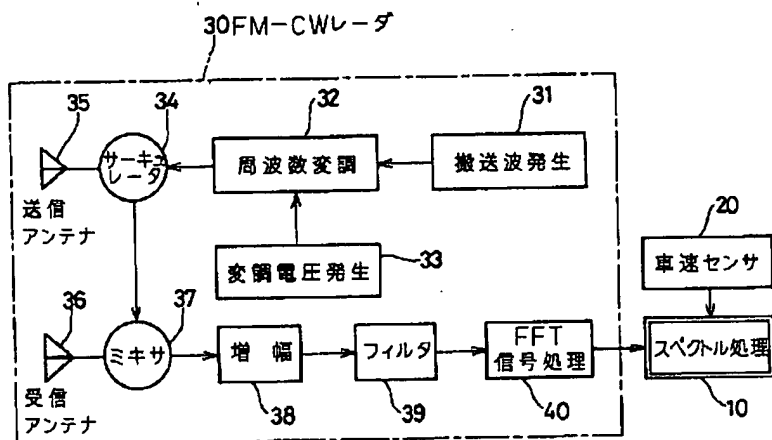 30FM-CWレーダ
35
34
32
31
サーキュ
レータ
周波数変調
搬送波発生
送信
アンテナ
20
変調電圧発生
33
車速センサ
36
37
ミキサ
増幅
フィルタ
FFT
信号処理
スペクトル処理
受信
アンテナ
38
39
40
10